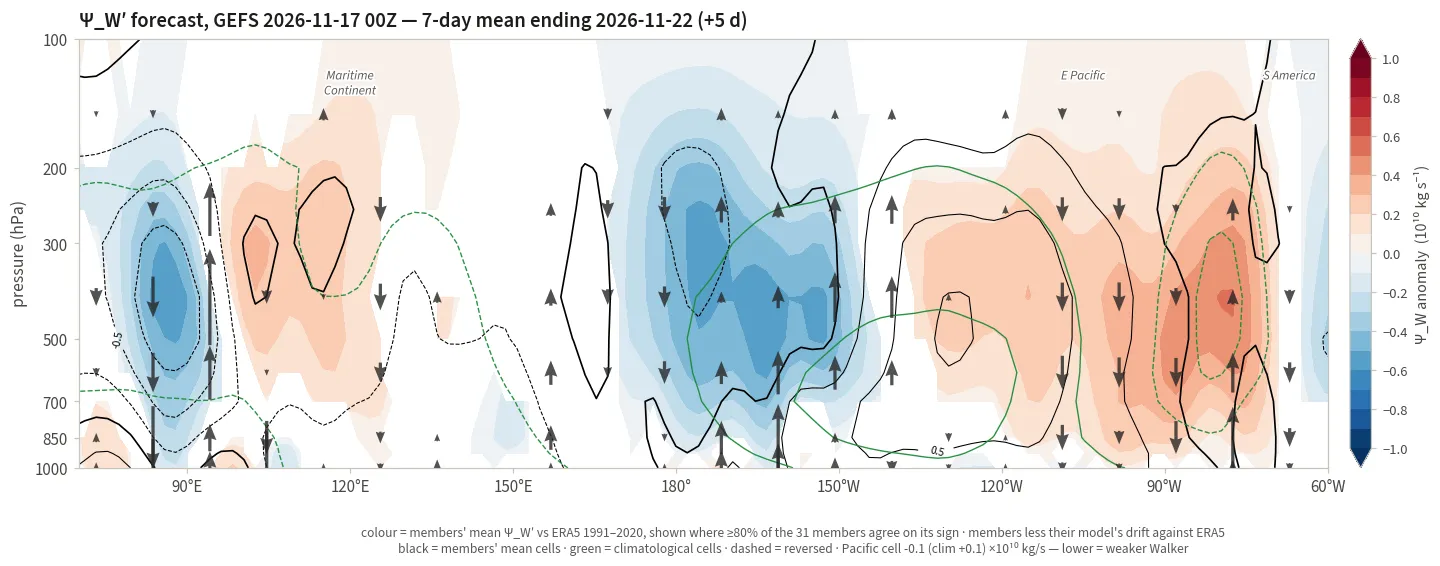 Ψ_W′ forecast, GEFS 2026-11-17 00Z — 7-day mean ending 2026-11-22 (+5 d)
100
200
300
400
500
700
850
1000
pressure (hPa)
Maritime
Continent
E Pacific
S America
-0.5
0.5
90°E
120°E
150°E
180°
150°W
120°W
90°W
60°W
1.0
0.8
0.6
0.4
0.2
0.0
−0.2
−0.4
−0.6
−0.8
−1.0
Ψ_W anomaly (10¹⁰ kg s⁻¹)
colour = members' mean Ψ_W′ vs ERA5 1991–2020, shown where ≥80% of the 31 members agree on its sign · members less their model's drift against ERA5
black = members' mean cells · green = climatological cells · dashed = reversed · Pacific cell -0.1 (clim +0.1) ×10¹⁰ kg/s — lower = weaker Walker